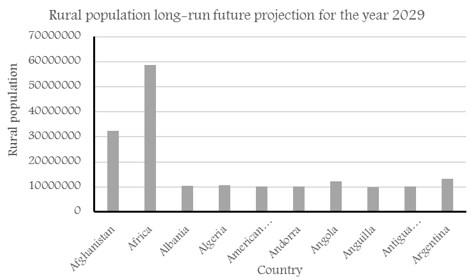 Rural population long-run future projection for the year 2029
Rural population
70000000
60000000
50000000
40000000
30000000
20000000
10000000
0
Afghanistan
Africa
Albania
Algeria
American...
Andorra
Angola
Anguilla
Antigua...
Argentina
Country